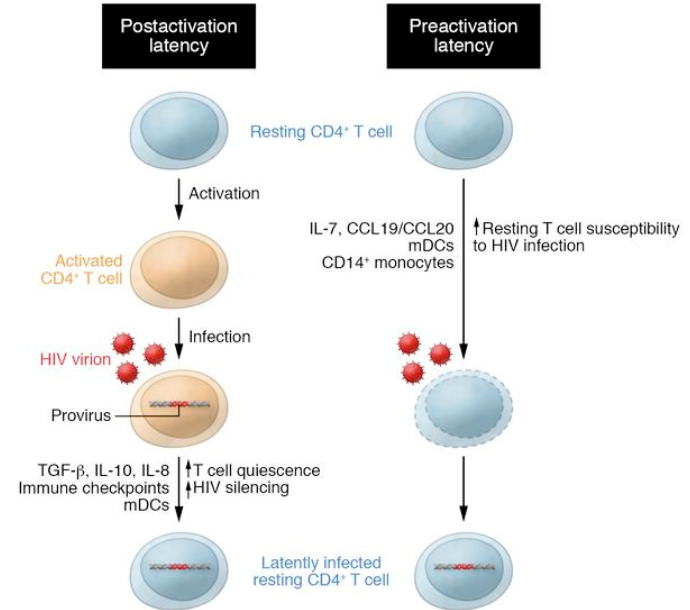 Postactivation
latency
Preactivation
latency
Resting CD4⁺ T cell
Activation
IL-7, CCL19/CCL20
mDCs
CD14⁺ monocytes
Resting T cell susceptibility
to HIV infection
Activated
CD4⁺ T cell
Infection
HIV virion
Provirus
TGF-β, IL-10, IL-8
Immune checkpoints
mDCs
T cell quiescence
HIV silencing
Latently infected
resting CD4⁺ T cell